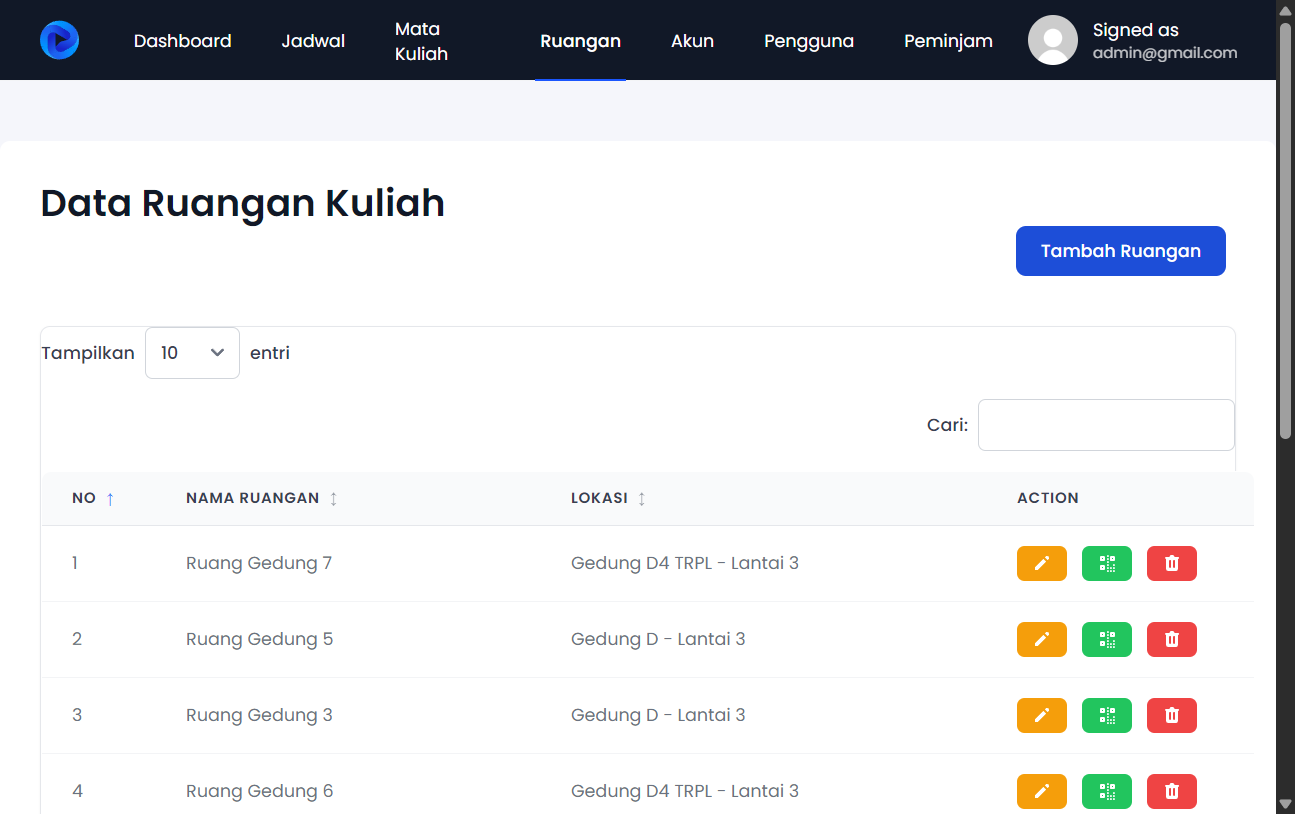 Dashboard Jadwal Mata Kuliah Ruangan Akun Pengguna Peminjam
Signed as
admin@gmail.com
Data Ruangan Kuliah
Tambah Ruangan
Tampilkan 10 entri
Cari:
NO NAMA RUANGAN LOKASI ACTION
1 Ruang Gedung 7 Gedung D4 TRPL - Lantai 3
2 Ruang Gedung 5 Gedung D - Lantai 3
3 Ruang Gedung 3 Gedung D - Lantai 3
4 Ruang Gedung 6 Gedung D4 TRPL - Lantai 3